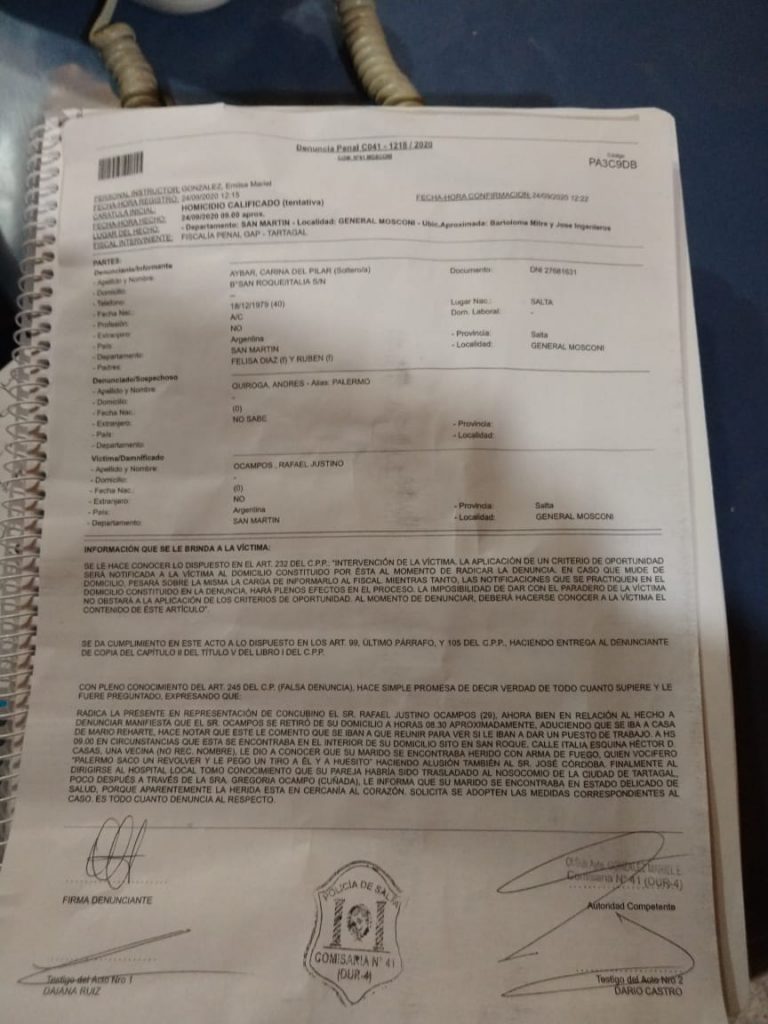 Denuncia Penal C041 - 1218 / 2020
COM. Nº41 MOSCONI
Código
PA3C9DB
PERSONAL INSTRUCTOR: GONZALEZ, Emilsa Mariel
FECHA-HORA REGISTRO: 24/09/2020 12:15
FECHA-HORA CONFIRMACION: 24/09/2020 12:22
CARATULA INICIAL: HOMICIDIO CALIFICADO (tentativa)
FECHA-HORA HECHO: 24/09/2020 09.00 aprox.
LUGAR DEL HECHO: - Departamento: SAN MARTIN - Localidad: GENERAL MOSCONI - Ubic.Aproximada: Bartolome Mitre y Jose Ingenieros
FISCAL INTERVINIENTE: FISCALÍA PENAL GAP - TARTAGAL
PARTES:
Denunciante/Informante
- Apellido y Nombre: AYBAR, CARINA DEL PILAR (Soltero/a) Documento: DNI 27681631
- Domicilio: B°SAN ROQUE/ITALIA S/N
- Telefono: --
- Fecha Nac.: 18/12/1979 (40) Lugar Nac.: SALTA
- Profesión: A/C Dom. Laboral: -
- Extranjero: NO
- País: Argentina - Provincia: Salta
- Departamento: SAN MARTIN - Localidad: GENERAL MOSCONI
- Padres: FELISA DIAZ (f) Y RUBEN (f)
Denunciado/Sospechoso
- Apellido y Nombre: QUIROGA, ANDRES - Alias: PALERMO
- Domicilio: -
- Fecha Nac.: (0)
- Extranjero: NO SABE
- País: - Provincia:
- Departamento: - Localidad:
Víctima/Damnificado
- Apellido y Nombre: OCAMPOS , RAFAEL JUSTINO
- Domicilio: -
- Fecha Nac.: (0)
- Extranjero: NO
- País: Argentina - Provincia: Salta
- Departamento: SAN MARTIN - Localidad: GENERAL MOSCONI
INFORMACIÓN QUE SE LE BRINDA A LA VÍCTIMA:
SE LE HACE CONOCER LO DISPUESTO EN EL ART. 232 DEL C.P.P.: "INTERVENCIÓN DE LA VÍCTIMA. LA APLICACIÓN DE UN CRITERIO DE OPORTUNIDAD
SERÁ NOTIFICADA A LA VÍCTIMA AL DOMICILIO CONSTITUIDO POR ÉSTA AL MOMENTO DE RADICAR LA DENUNCIA. EN CASO QUE MUDE DE
DOMICILIO, PESARÁ SOBRE LA MISMA LA CARGA DE INFORMARLO AL FISCAL. MIENTRAS TANTO, LAS NOTIFICACIONES QUE SE PRACTIQUEN EN EL
DOMICILIO CONSTITUIDO EN LA DENUNCIA, HARÁ PLENOS EFECTOS EN EL PROCESO. LA IMPOSIBILIDAD DE DAR CON EL PARADERO DE LA VÍCTIMA
NO OBSTARÁ A LA APLICACIÓN DE LOS CRITERIOS DE OPORTUNIDAD. AL MOMENTO DE DENUNCIAR, DEBERÁ HACERSE CONOCER A LA VÍCTIMA EL
CONTENIDO DE ÉSTE ARTÍCULO".
SE DA CUMPLIMIENTO EN ESTE ACTO A LO DISPUESTO EN LOS ART. 99, ÚLTIMO PÁRRAFO, Y 105 DEL C.P.P., HACIENDO ENTREGA AL DENUNCIANTE
DE COPIA DEL CAPÍTULO II DEL TÍTULO V DEL LIBRO I DEL C.P.P.
CON PLENO CONOCIMIENTO DEL ART. 245 DEL C.P. (FALSA DENUNCIA), HACE SIMPLE PROMESA DE DECIR VERDAD DE TODO CUANTO SUPIERE Y LE
FUERE PREGUNTADO, EXPRESANDO QUE:
RADICA LA PRESENTE EN REPRESENTACIÓN DE CONCUBINO EL SR. RAFAEL JUSTINO OCAMPOS (29), AHORA BIEN EN RELACIÓN AL HECHO A
DENUNCIAR MANIFIESTA QUE EL SR. OCAMPOS SE RETIRÓ DE SU DOMICILIO A HORAS 08.30 APROXIMADAMENTE, ADUCIENDO QUE SE IBA A CASA
DE MARIO REHARTE, HACE NOTAR QUE ESTE LE COMENTO QUE SE IBAN A QUE REUNIR PARA VER SI LE IBAN A DAR UN PUESTO DE TRABAJO. A HS
09.00 EN CIRCUNSTANCIAS QUE ESTA SE ENCONTRABA EN EL INTERIOR DE SU DOMICILIO SITO EN SAN ROQUE, CALLE ITALIA ESQUINA HÉCTOR D.
CASAS, UNA VECINA (NO REC. NOMBRE), LE DIO A CONOCER QUE SU MARIDO SE ENCONTRABA HERIDO CON ARMA DE FUEGO, QUIEN VOCIFERO
"PALERMO SACO UN REVOLVER Y LE PEGO UN TIRO A ÉL Y A HUESITO" HACIENDO ALUSIÓN TAMBIÉN AL SR. JOSÉ CÓRDOBA. FINALMENTE AL
DIRIGIRSE AL HOSPITAL LOCAL TOMO CONOCIMIENTO QUE SU PAREJA HABRÍA SIDO TRASLADADO AL NOSOCOMIO DE LA CIUDAD DE TARTAGAL,
POCO DESPUÉS A TRAVÉS DE LA SRA. GREGORIA OCAMPO (CUÑADA), LE INFORMA QUE SU MARIDO SE ENCONTRABA EN ESTADO DELICADO DE
SALUD, PORQUE APARENTEMENTE LA HERIDA ESTA EN CERCANÍA AL CORAZÓN. SOLICITA SE ADOPTEN LAS MEDIDAS CORRESPONDIENTES AL
CASO. ES TODO CUANTO DENUNCIA AL RESPECTO.
FIRMA DENUNCIANTE
POLICÍA DE SALTA
COMISARIA Nº 41
(DUR-4)
GONZALEZ MARIEL E
Comisaria Nº 41 (DUR-4)
Autoridad Competente
Testigo del Acto Nro 1
DAIANA RUIZ
Testigo del Acto Nro 2
DARIO CASTRO